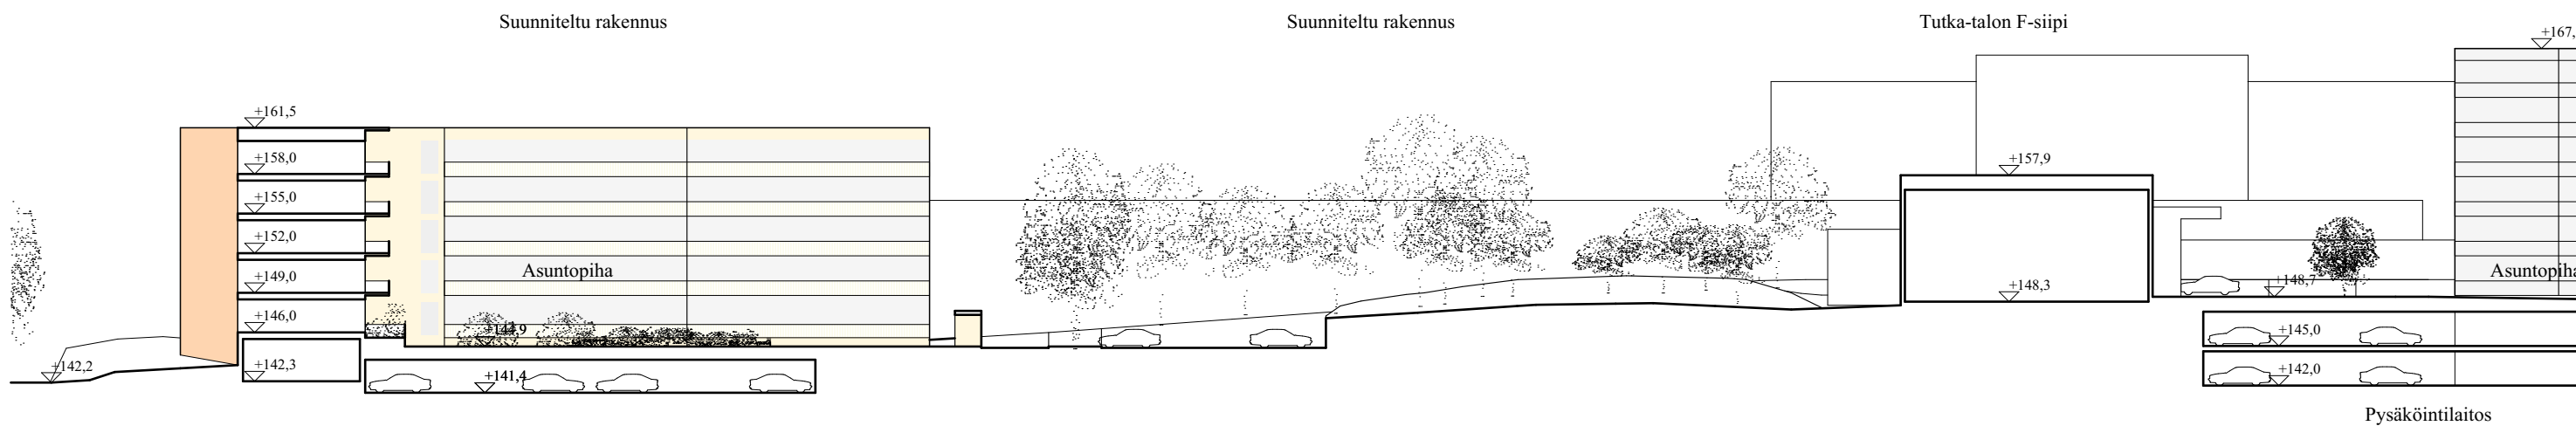 Suunniteltu rakennus
Suunniteltu rakennus
Tutka-talon F-siipi
+167,
+161,5
+158,0
+157,9
+155,0
+152,0
+149,0
Asuntopiha
Asuntopiha
+148,7
+148,3
+146,0
+144,9
+145,0
+142,2
+142,3
+141,4
+142,0
Pysäköintilaitos